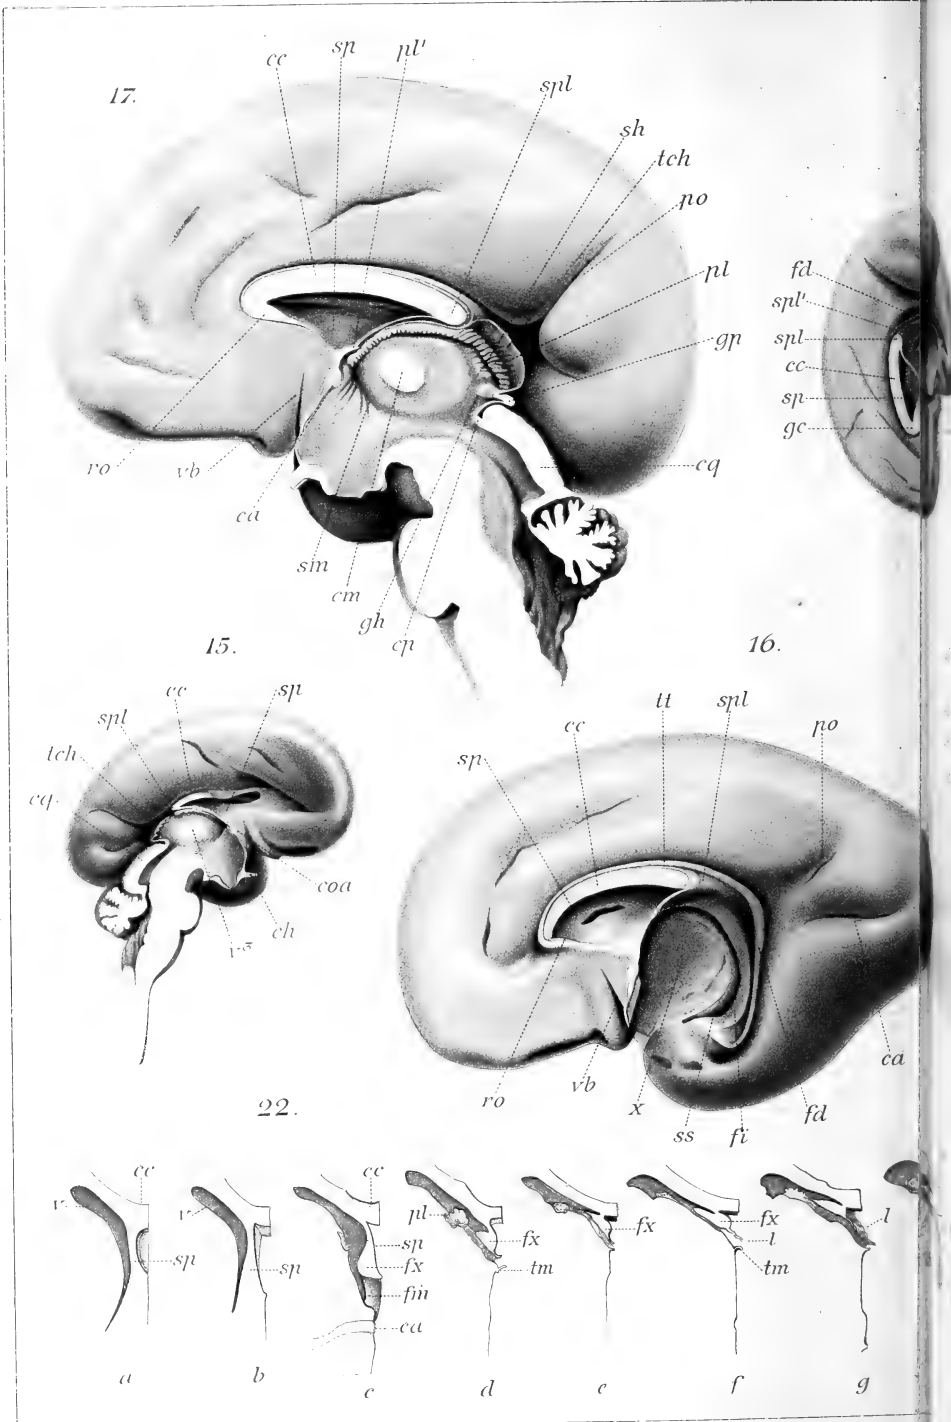 17.
cc sp pl' spl
sh
tch
po
pl
gp
cq
ro vb ca sm cm gh cp
fd
spl'
spl
cc
sp
gc
15.
cc sp
spl
tch
cq
coa
ch
v3
16.
tt spl
cc po
sp
ro vb x ss fi fd ca
22.
cc
v
sp
a
v
sp
b
cc
sp
fx
fm
ca
c
pl
fx
tm
d
fx
e
fx
l
tm
f
l
g